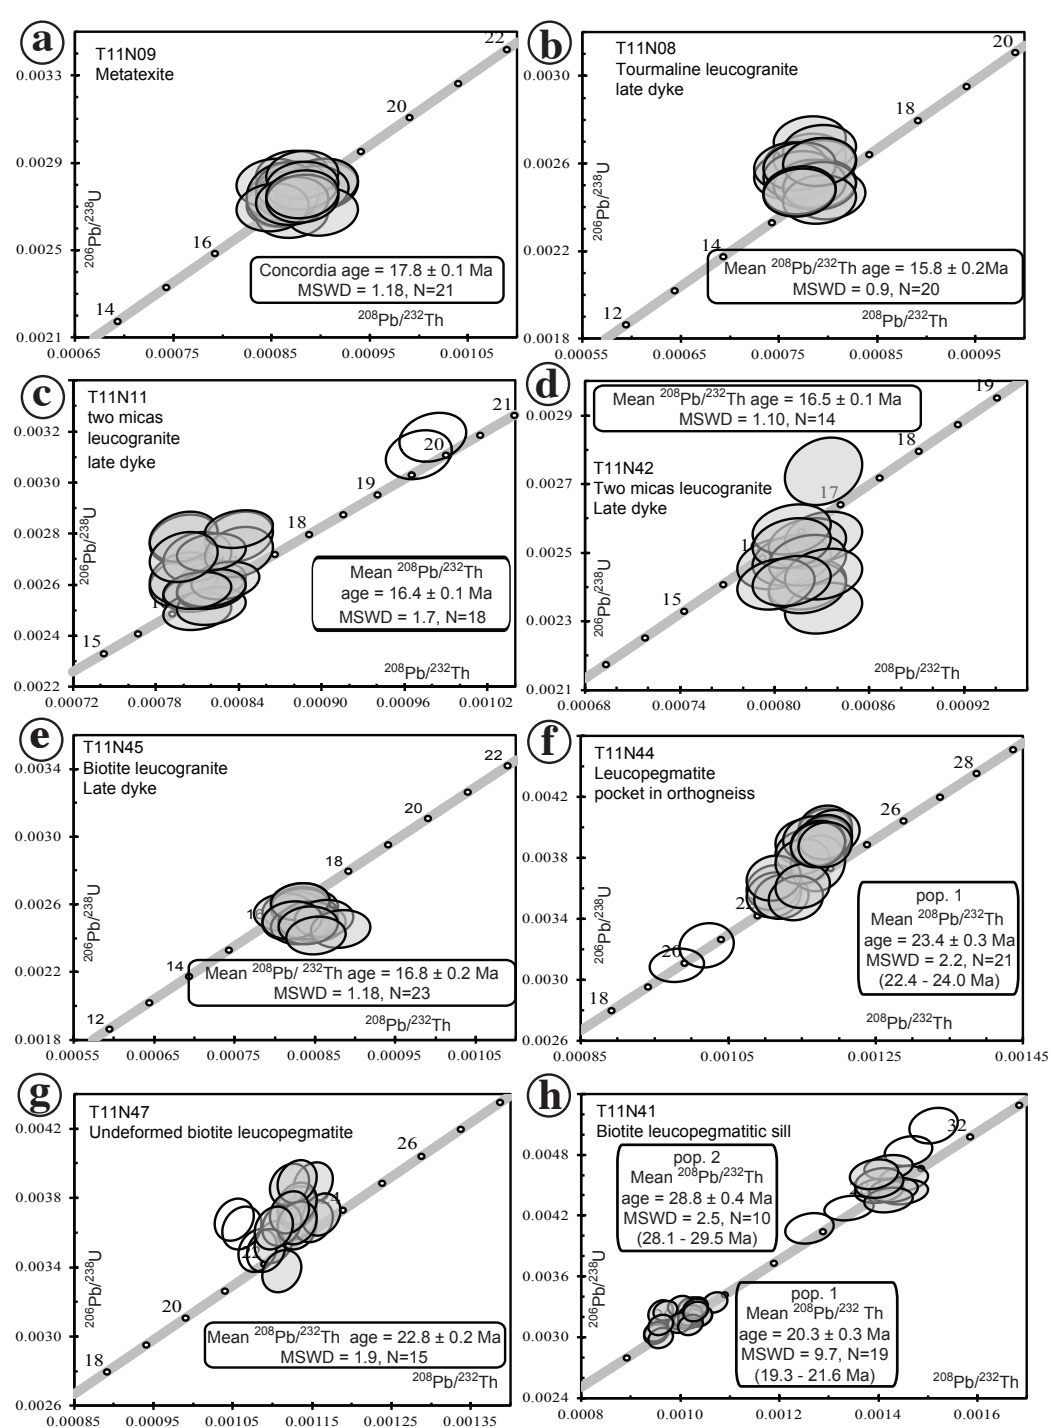 a
T11N09
Metatexite
22
20
16
14
0.0033
0.0029
0.0025
0.0021
206Pb/238U
Concordia age = 17.8 ± 0.1 Ma
MSWD = 1.18, N=21
208Pb/232Th
0.00065 0.00075 0.00085 0.00095 0.00105
b
T11N08
Tourmaline leucogranite
late dyke
20
18
14
12
0.0030
0.0026
0.0022
0.0018
206Pb/238U
Mean 208Pb/232Th age = 15.8 ± 0.2Ma
MSWD = 0.9, N=20
208Pb/232Th
0.00055 0.00065 0.00075 0.00085 0.00095
c
T11N11
two micas
leucogranite
late dyke
21
20
19
18
15
0.0032
0.0030
0.0028
0.0026
0.0024
0.0022
206Pb/238U
Mean 208Pb/232Th
age = 16.4 ± 0.1 Ma
MSWD = 1.7, N=18
208Pb/232Th
0.00072 0.00078 0.00084 0.00090 0.00096 0.00102
d
Mean 208Pb/232Th age = 16.5 ± 0.1 Ma
MSWD = 1.10, N=14
T11N42
Two micas leucogranite
Late dyke
19
18
17
15
0.0029
0.0027
0.0025
0.0023
0.0021
206Pb/238U
208Pb/232Th
0.00068 0.00074 0.00080 0.00086 0.00092
e
T11N45
Biotite leucogranite
Late dyke
22
20
18
16
14
12
0.0034
0.0030
0.0026
0.0022
0.0018
206Pb/238U
Mean 208Pb/ 232Th age = 16.8 ± 0.2 Ma
MSWD = 1.18, N=23
208Pb/232Th
0.00055 0.00065 0.00075 0.00085 0.00095 0.00105
f
T11N44
Leucopegmatite
pocket in orthogneiss
28
26
20
18
0.0042
0.0038
0.0034
0.0030
0.0026
206Pb/238U
pop. 1
Mean 208Pb/232Th
age = 23.4 ± 0.3 Ma
MSWD = 2.2, N=21
(22.4 - 24.0 Ma)
208Pb/232Th
0.00085 0.00105 0.00125 0.00145
g
T11N47
Undeformed biotite leucopegmatite
26
22
20
18
0.0042
0.0038
0.0034
0.0030
0.0026
206Pb/238U
Mean 208Pb/232Th age = 22.8 ± 0.2 Ma
MSWD = 1.9, N=15
208Pb/232Th
0.00085 0.00095 0.00105 0.00115 0.00125 0.00135
h
T11N41
Biotite leucopegmatitic sill
32
pop. 2
Mean 208Pb/232Th
age = 28.8 ± 0.4 Ma
MSWD = 2.5, N=10
(28.1 - 29.5 Ma)
0.0048
0.0042
0.0036
0.0030
0.0024
206Pb/238U
pop. 1
Mean 208Pb/232 Th
age = 20.3 ± 0.3 Ma
MSWD = 9.7, N=19
(19.3 - 21.6 Ma)
208Pb/232Th
0.0008 0.0010 0.0012 0.0014 0.0016